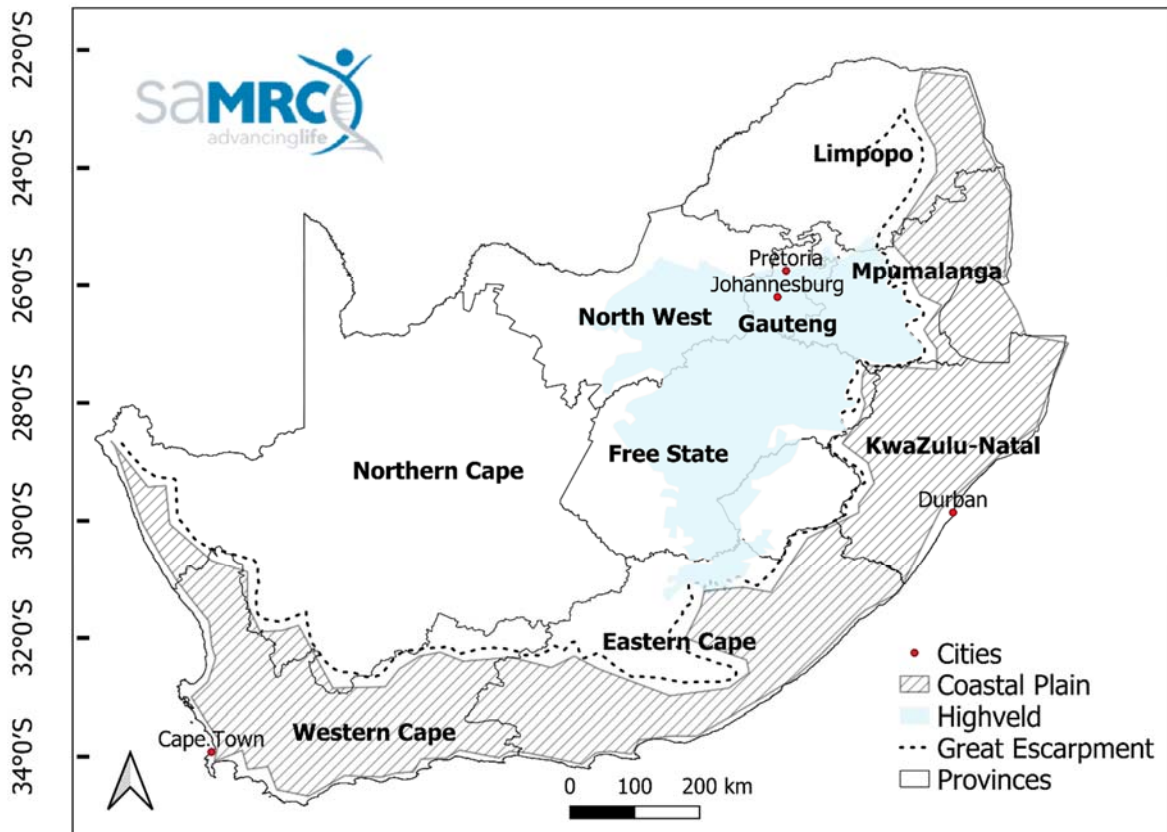 22°0'S
24°0'S
26°0'S
28°0'S
30°0'S
32°0'S
34°0'S
saMRC
advancinglife
Limpopo
Pretoria
Mpumalanga
Johannesburg
North West
Gauteng
KwaZulu-Natal
Free State
Northern Cape
Durban
Eastern Cape
Western Cape
Cape Town
Cities
Coastal Plain
Highveld
Great Escarpment
Provinces
0 100 200 km